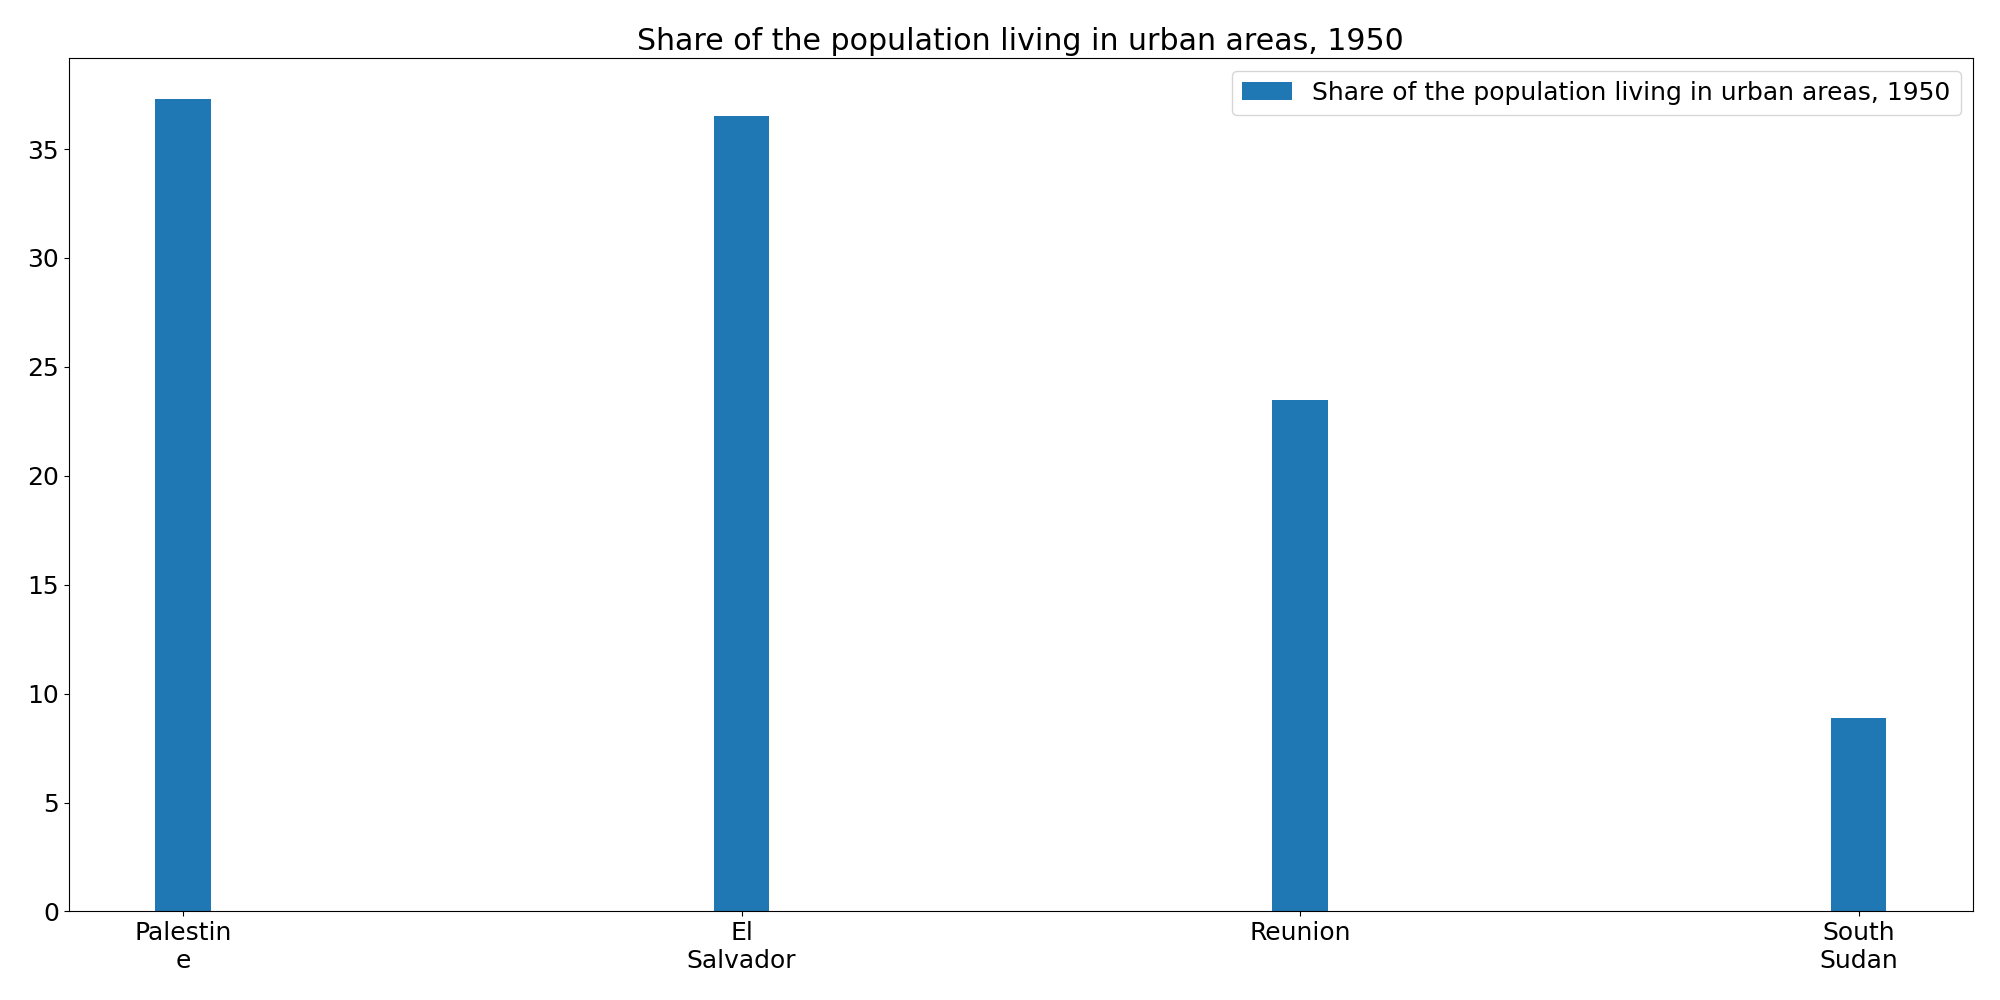 Share of the population living in urban areas, 1950
Share of the population living in urban areas, 1950
35
30
25
20
15
10
5
0
Palestin
e
El
Salvador
Reunion
South
Sudan